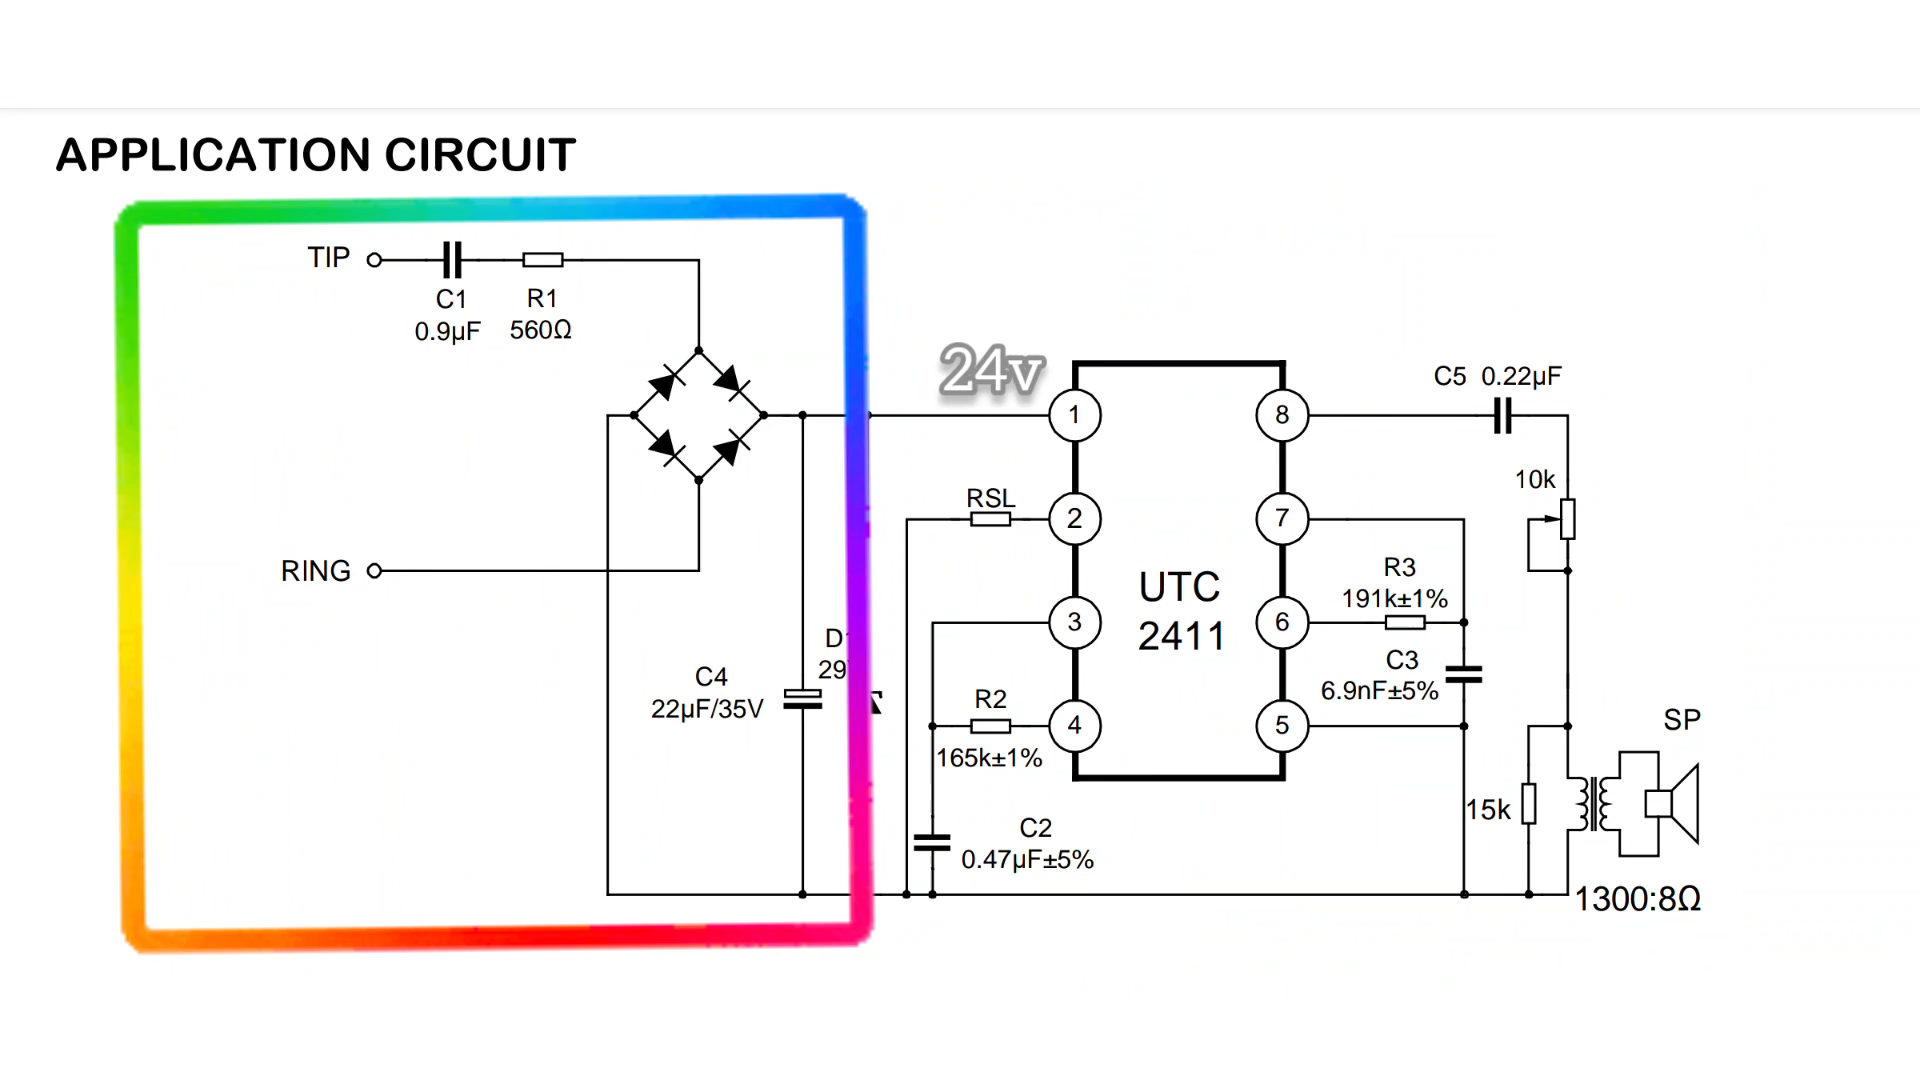 APPLICATION CIRCUIT
TIP
C1
0.9µF
R1
560Ω
RING
C4
22µF/35V
D
29
24v
1
2
3
4
5
6
7
8
RSL
R2
165k±1%
C2
0.47µF±5%
UTC
2411
C5 0.22µF
10k
R3
191k±1%
C3
6.9nF±5%
15k
SP
1300:8Ω